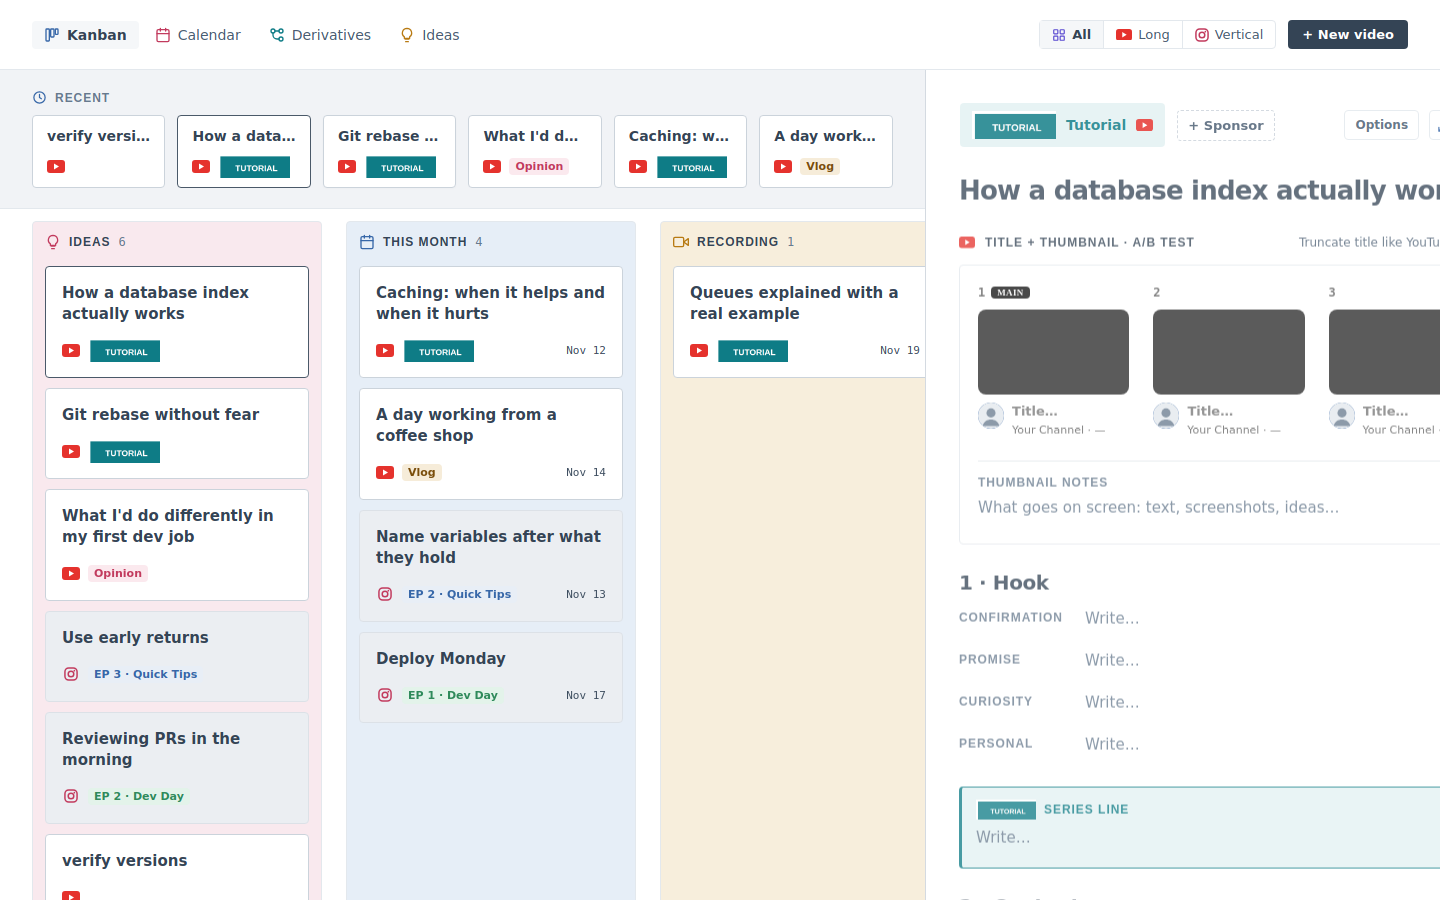 Kanban
Calendar
Derivatives
Ideas
All
Long
Vertical
+ New video
RECENT
verify versi…
How a data…
TUTORIAL
Git rebase …
TUTORIAL
What I'd d…
Opinion
Caching: w…
TUTORIAL
A day work…
Vlog
IDEAS 6
How a database index
actually works
TUTORIAL
Git rebase without fear
TUTORIAL
What I'd do differently in
my first dev job
Opinion
Use early returns
EP 3 · Quick Tips
Reviewing PRs in the
morning
EP 2 · Dev Day
verify versions
THIS MONTH 4
Caching: when it helps and
when it hurts
TUTORIAL
Nov 12
A day working from a
coffee shop
Vlog
Nov 14
Name variables after what
they hold
EP 2 · Quick Tips
Nov 13
Deploy Monday
EP 1 · Dev Day
Nov 17
RECORDING 1
Queues explained with a
real example
TUTORIAL
Nov 19
TUTORIAL
Tutorial
+ Sponsor
Options
How a database index actually wor
TITLE + THUMBNAIL · A/B TEST
Truncate title like YouTu
1 MAIN
2
3
Title…
Your Channel · —
Title…
Your Channel · —
Title…
Your Channel ·
THUMBNAIL NOTES
What goes on screen: text, screenshots, ideas…
1 · Hook
CONFIRMATION
Write…
PROMISE
Write…
CURIOSITY
Write…
PERSONAL
Write…
TUTORIAL
SERIES LINE
Write…